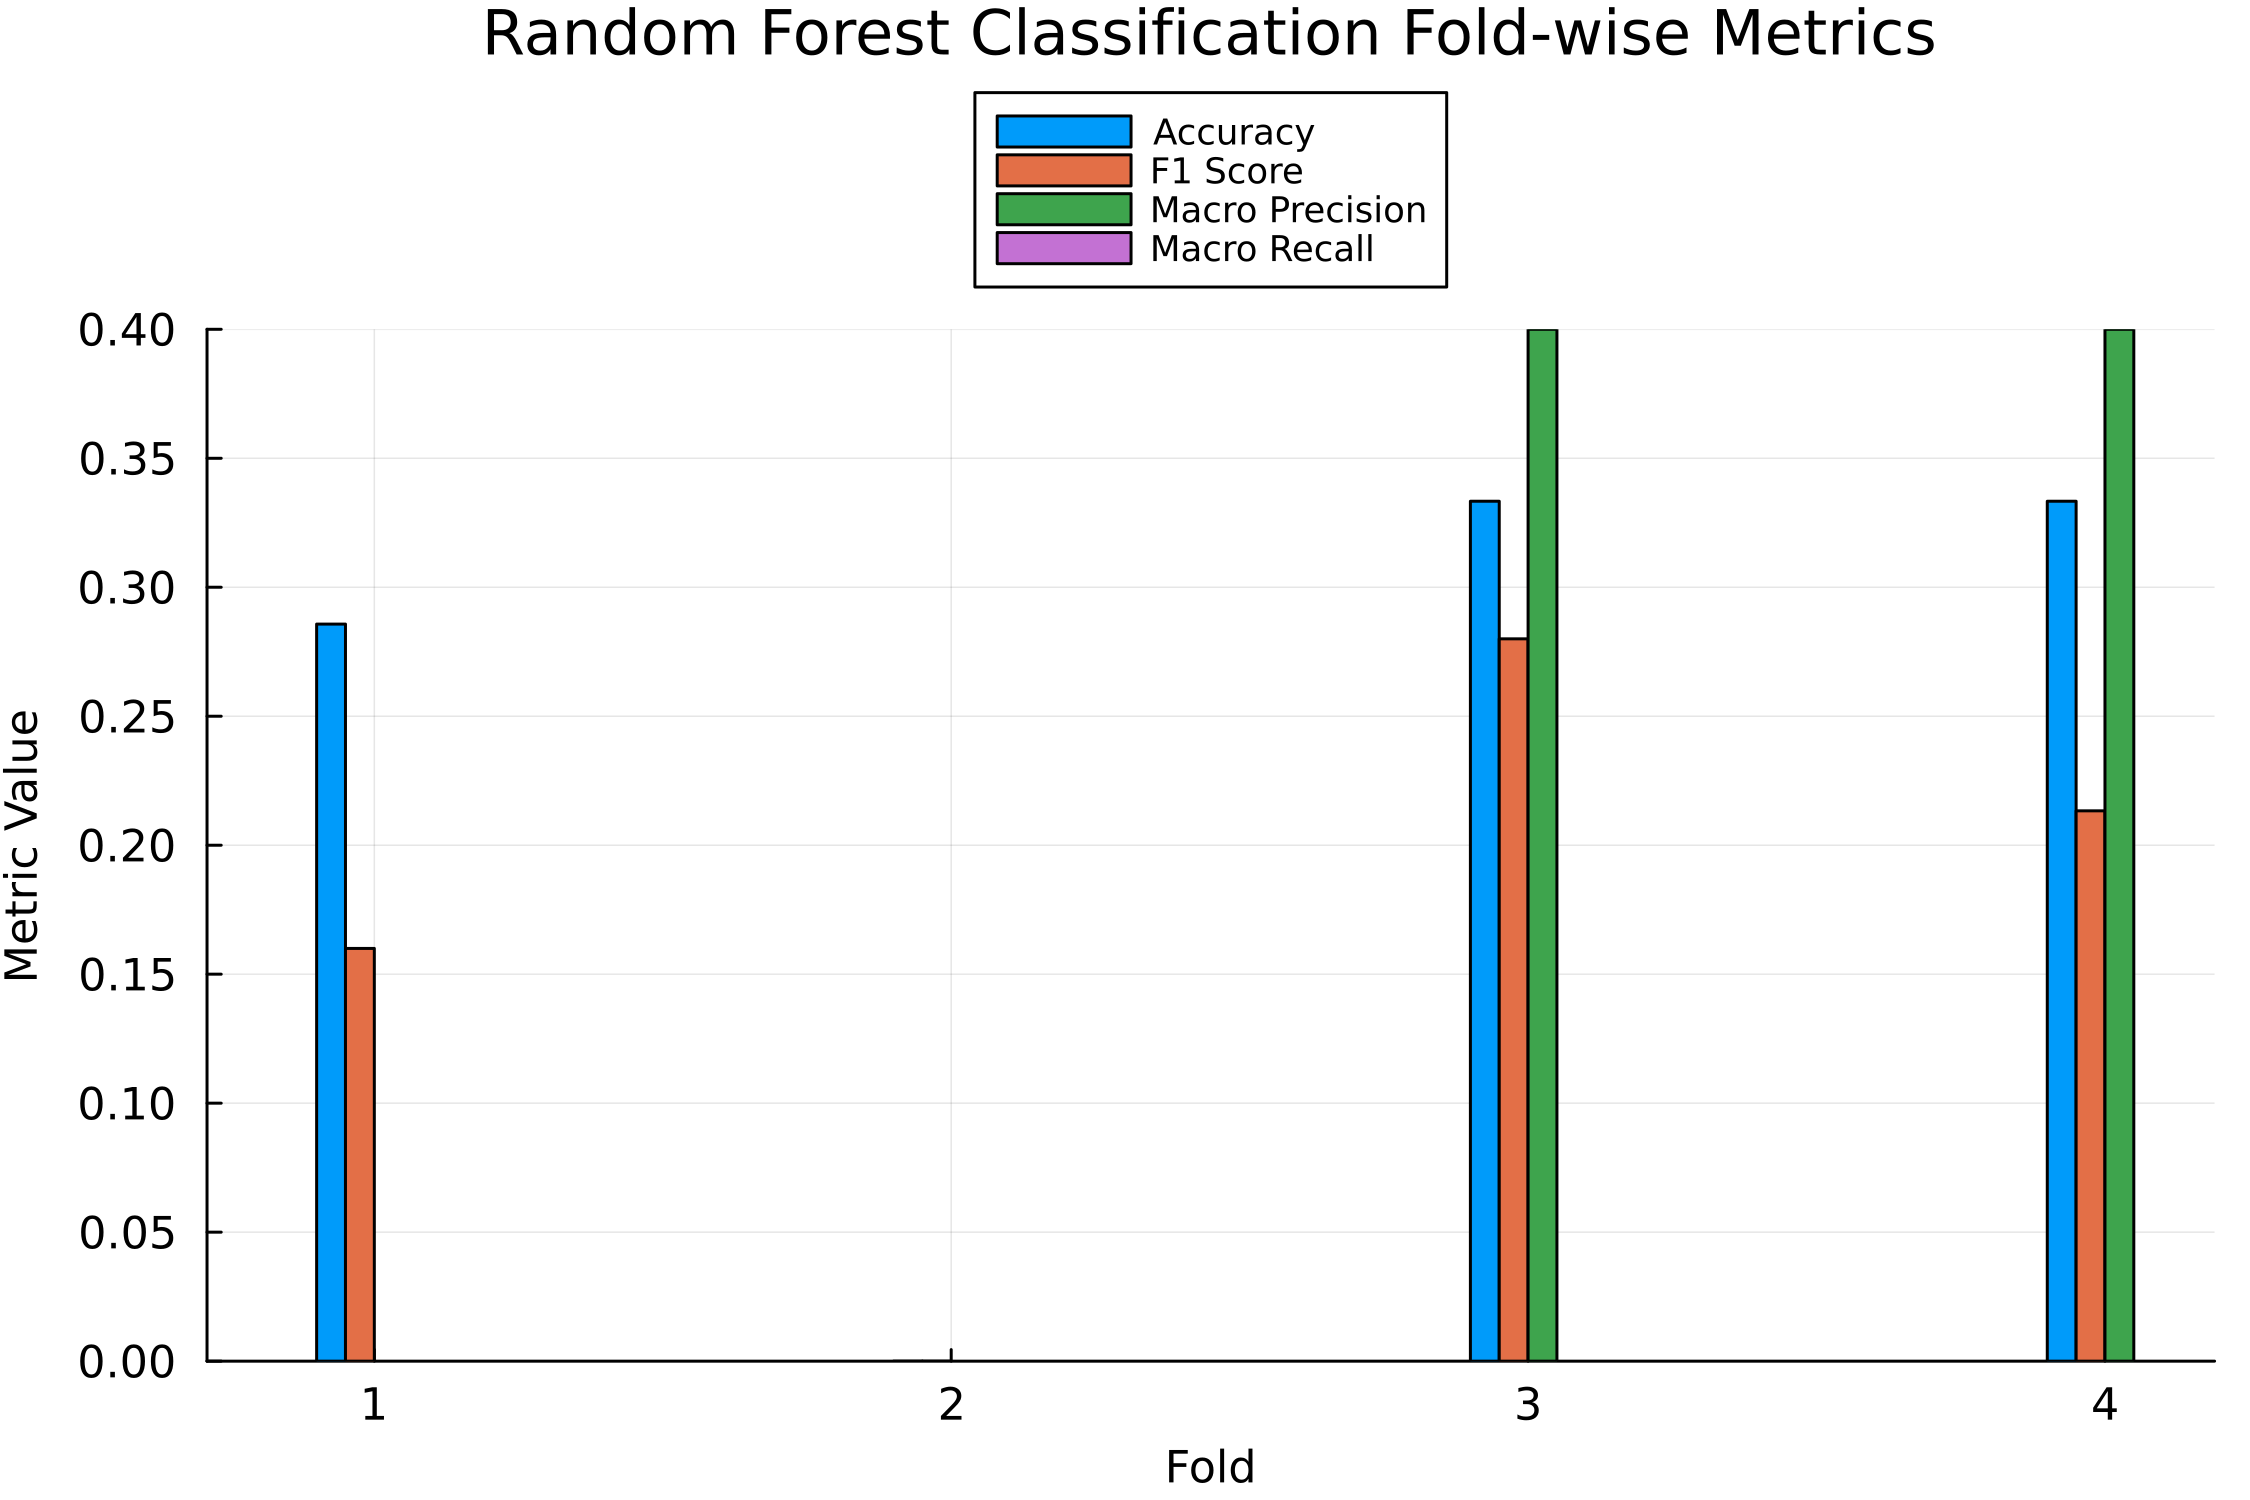 Random Forest Classification Fold-wise Metrics
Accuracy
F1 Score
Macro Precision
Macro Recall
0.40
0.35
0.30
0.25
0.20
0.15
0.10
0.05
0.00
Metric Value
1 2 3 4
Fold